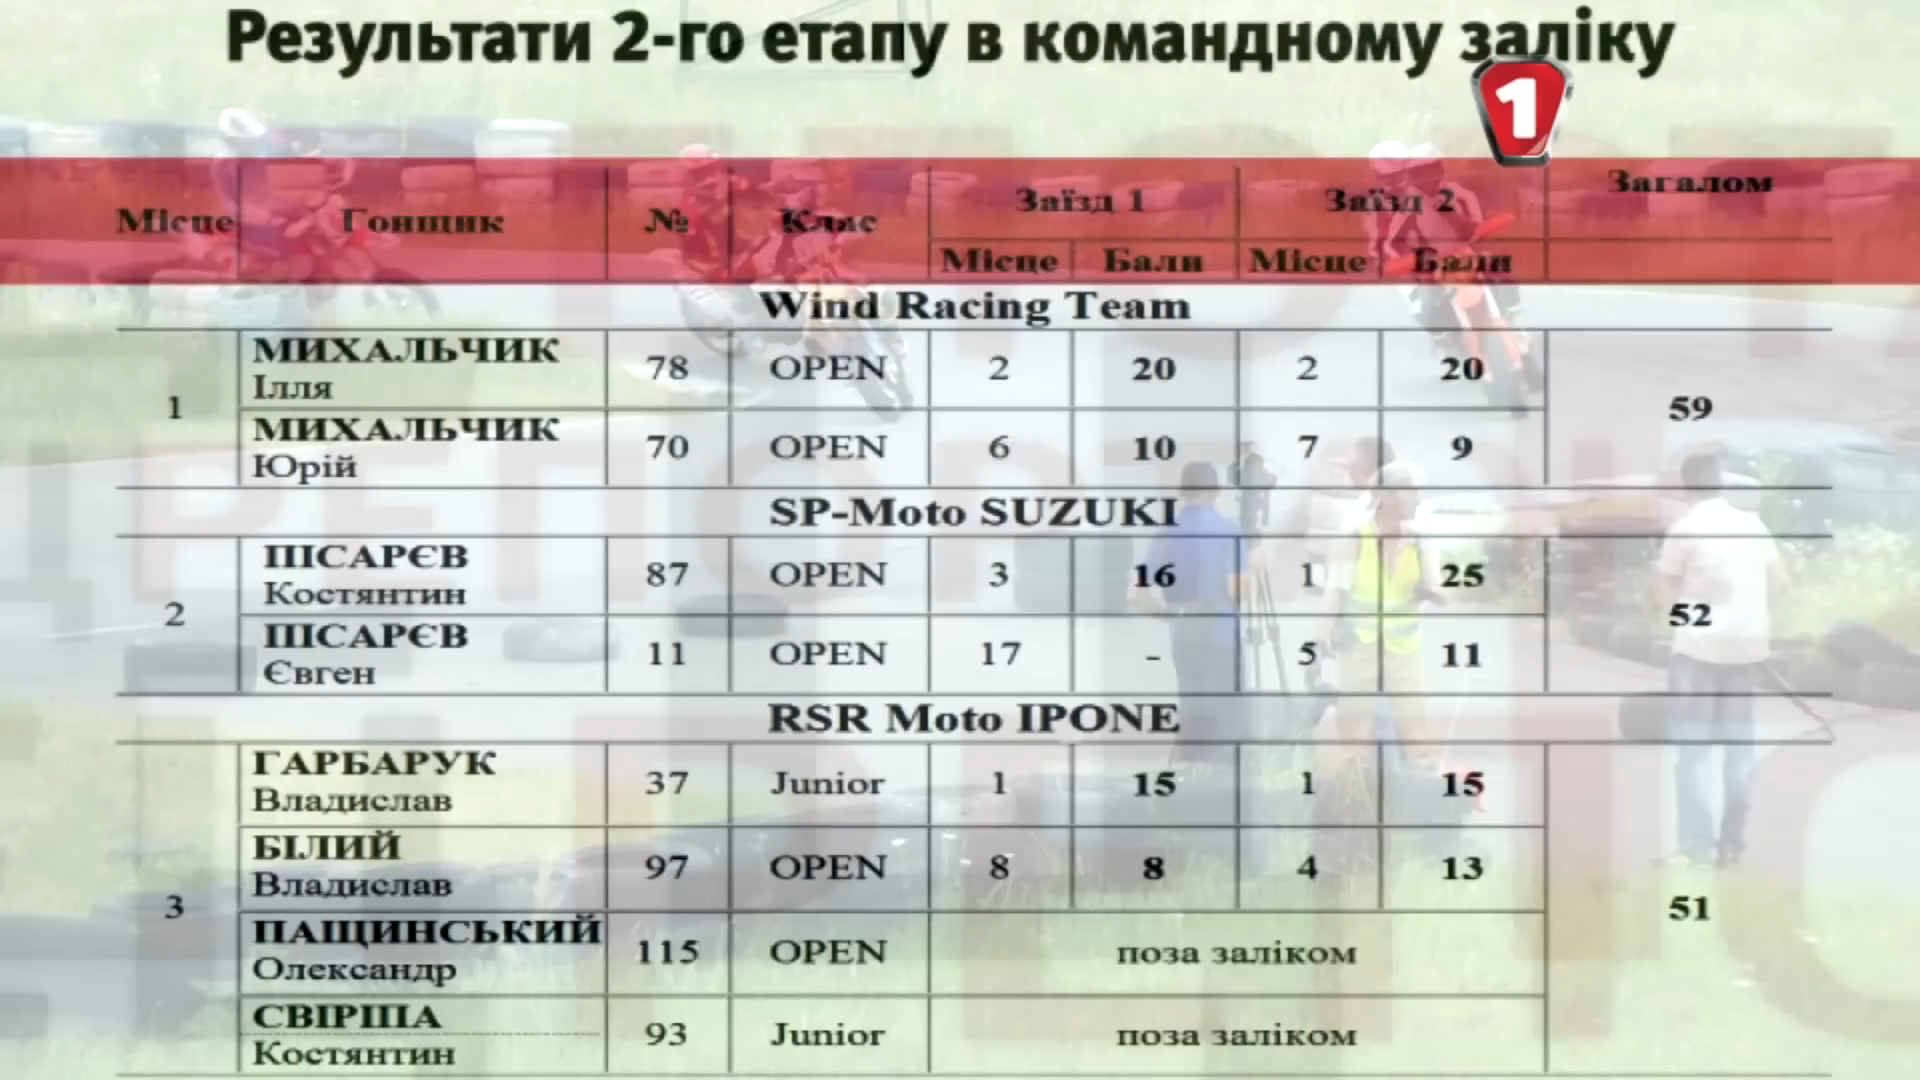 Результати 2-го етапу в командному заліку
1
Місце Гонщик № Клас Заїзд 1 Заїзд 2 Загалом
Місце Бали Місце Бали
Wind Racing Team
1 59
МИХАЛЬЧИК Ілля 78 OPEN 2 20 2 20
МИХАЛЬЧИК Юрій 70 OPEN 6 10 7 9
SP-Moto SUZUKI
2 52
ПІСАРЄВ Костянтин 87 OPEN 3 16 1 25
ПІСАРЄВ Євген 11 OPEN 17 - 5 11
RSR Moto IPONE
3 51
ГАРБАРУК Владислав 37 Junior 1 15 1 15
БІЛИЙ Владислав 97 OPEN 8 8 4 13
ПАЩИНСЬКИЙ Олександр 115 OPEN поза заліком
СВІРША Костянтин 93 Junior поза заліком